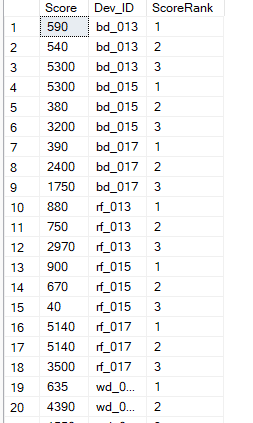 Score Dev_ID ScoreRank
1 590 bd_013 1
2 540 bd_013 2
3 5300 bd_013 3
4 5300 bd_015 1
5 380 bd_015 2
6 3200 bd_015 3
7 390 bd_017 1
8 2400 bd_017 2
9 1750 bd_017 3
10 880 rf_013 1
11 750 rf_013 2
12 2970 rf_013 3
13 900 rf_015 1
14 670 rf_015 2
15 40 rf_015 3
16 5140 rf_017 1
17 5140 rf_017 2
18 3500 rf_017 3
19 635 wd_0... 1
20 4390 wd_0... 2